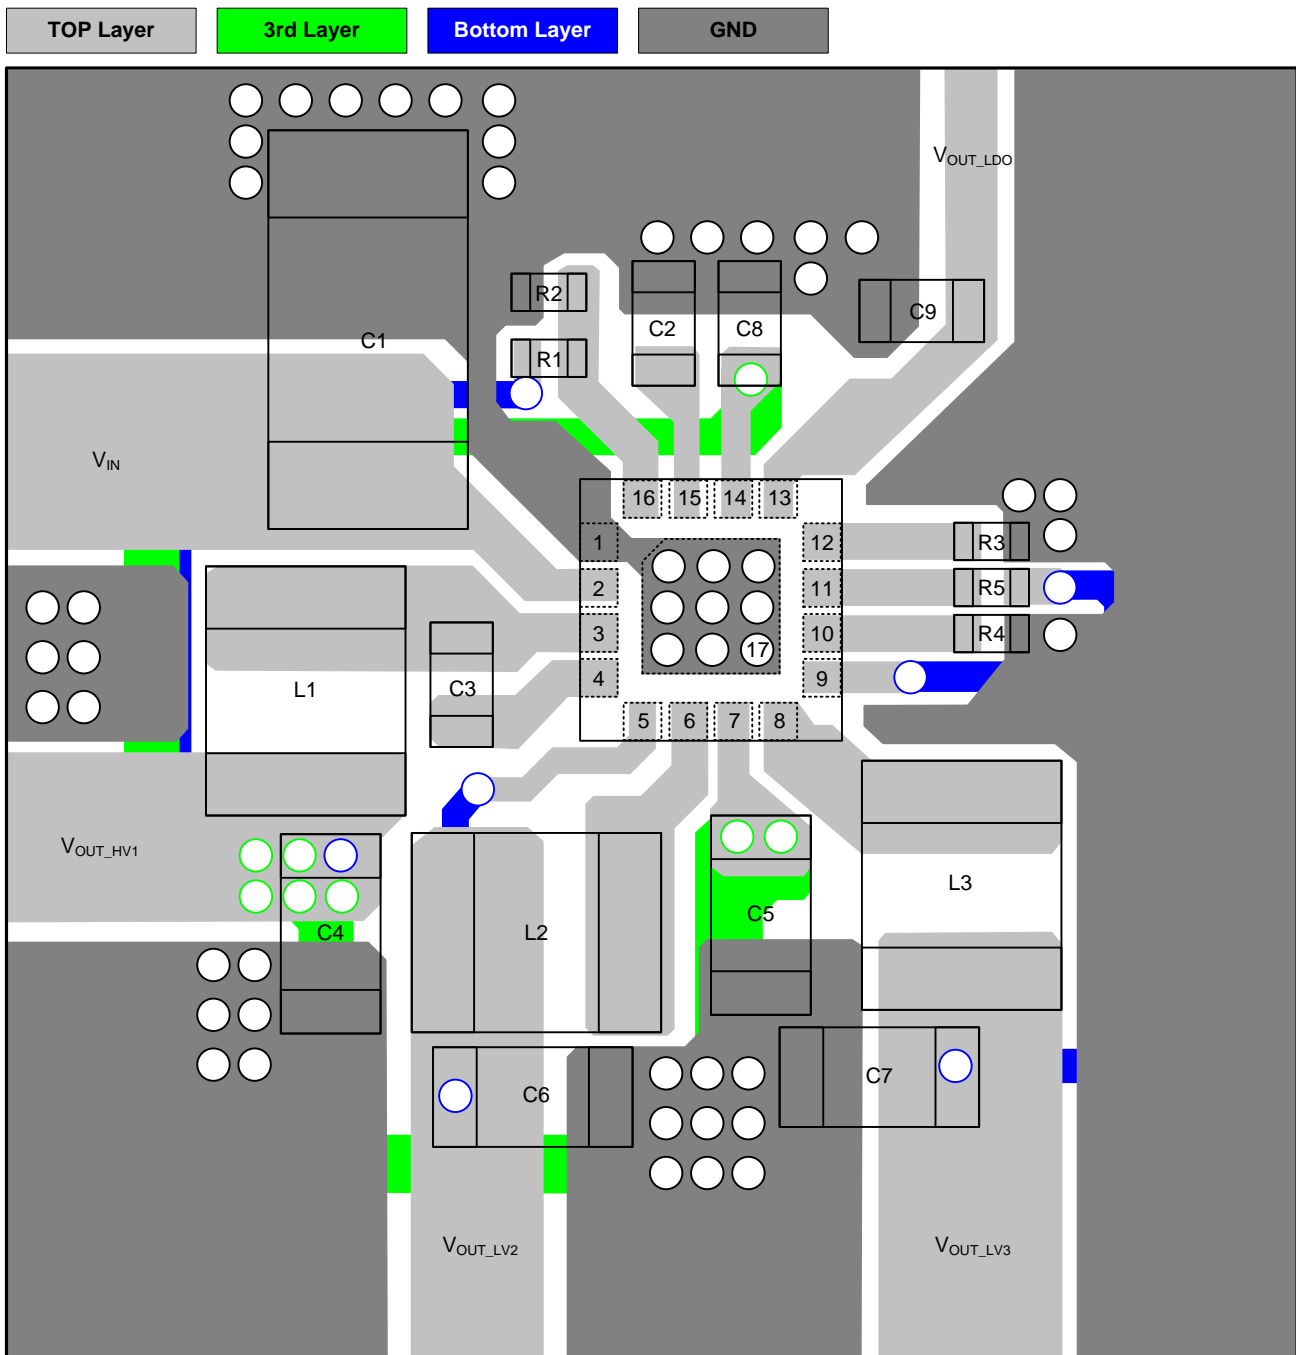 TOP Layer 3rd Layer Bottom Layer GND
VOUT_LDO
R2
C9
C2 C8
C1
R1
VIN
16 15 14 13
1 12 R3
2 11 R5
3 10 R4
17
4 9
L1 C3
5 6 7 8
VOUT_HV1
L3
C5
C4 L2
C7
C6
VOUT_LV2 VOUT_LV3